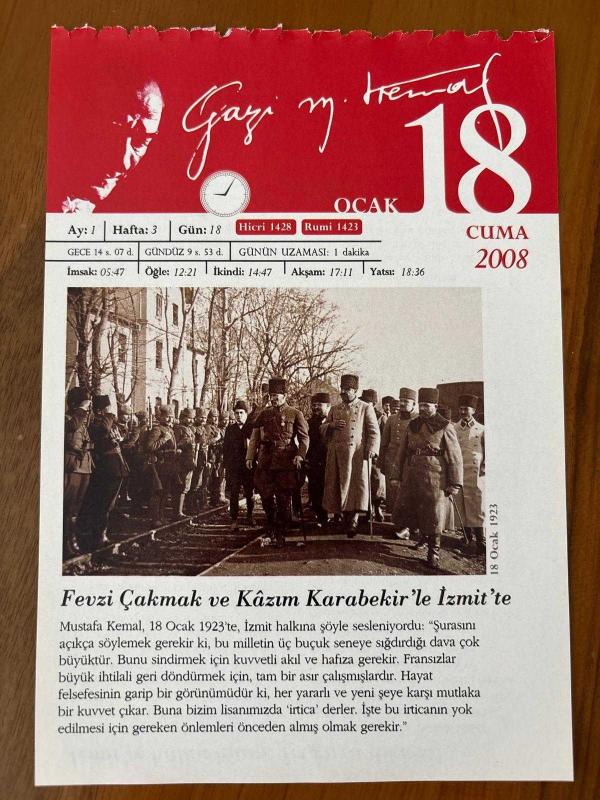 Gazi M. Kemal
18
OCAK
CUMA
2008
Ay: 1 Hafta: 3 Gün: 18 Hicri 1428 Rumi 1423
GECE 14 s. 07 d. GÜNDÜZ 9 s. 53 d. GÜNÜN UZAMASI: 1 dakika
İmsak: 05:47 Öğle: 12:21 İkindi: 14:47 Akşam: 17:11 Yatsı: 18:36
18 Ocak 1923
Fevzi Çakmak ve Kâzım Karabekir'le İzmit'te
Mustafa Kemal, 18 Ocak 1923'te, İzmit halkına şöyle sesleniyordu: “Şurasını
açıkça söylemek gerekir ki, bu milletin üç buçuk seneye sığdırdığı dava çok
büyüktür. Bunu sindirmek için kuvvetli akıl ve hafıza gerekir. Fransızlar
büyük ihtilali geri döndürmek için, tam bir asır çalışmışlardır. Hayat
felsefesinin garip bir görünümüdür ki, her yararlı ve yeni şeye karşı mutlaka
bir kuvvet çıkar. Buna bizim lisanımızda ‘irtica’ derler. İşte bu irticanın yok
edilmesi için gereken önlemleri önceden almış olmak gerekir.”